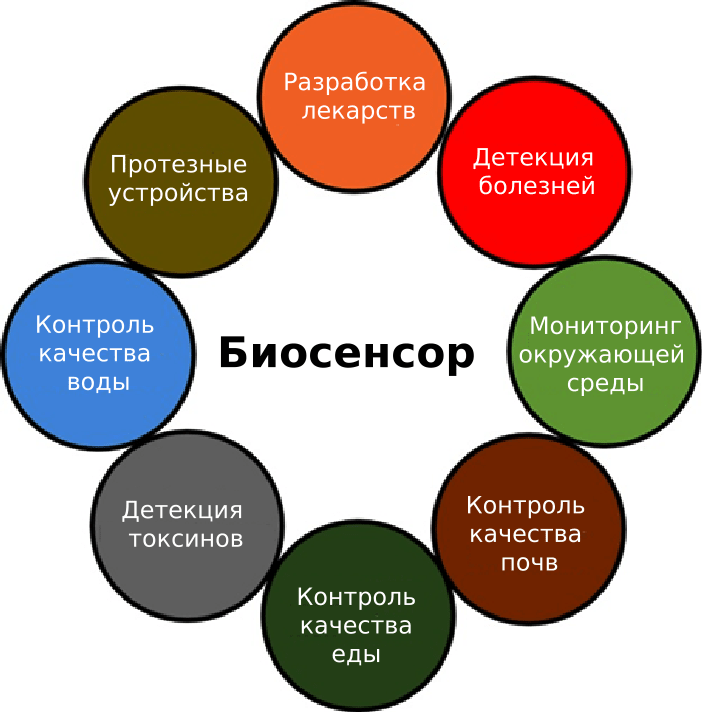 Разработка
лекарств
Детекция
болезней
Протезные
устройства
Мониторинг
окружающей
среды
Контроль
качества
воды
Биосенсор
Контроль
качества
почв
Детекция
токсинов
Контроль
качества
еды